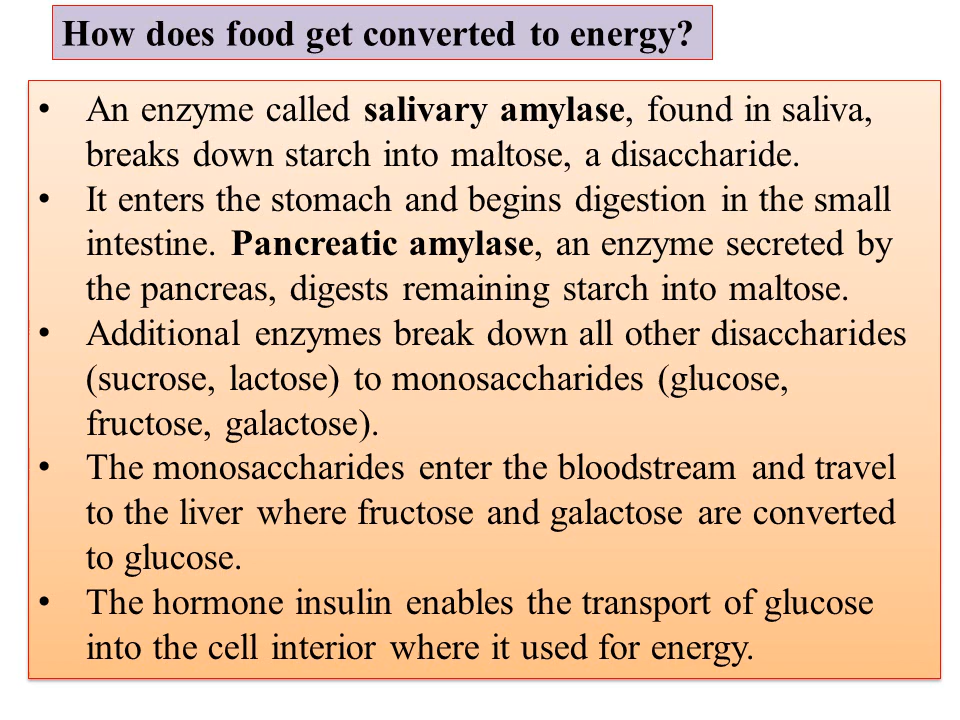 How does food get converted to energy?
• An enzyme called salivary amylase, found in saliva,
breaks down starch into maltose, a disaccharide.
• It enters the stomach and begins digestion in the small
intestine. Pancreatic amylase, an enzyme secreted by
the pancreas, digests remaining starch into maltose.
• Additional enzymes break down all other disaccharides
(sucrose, lactose) to monosaccharides (glucose,
fructose, galactose).
• The monosaccharides enter the bloodstream and travel
to the liver where fructose and galactose are converted
to glucose.
• The hormone insulin enables the transport of glucose
into the cell interior where it used for energy.